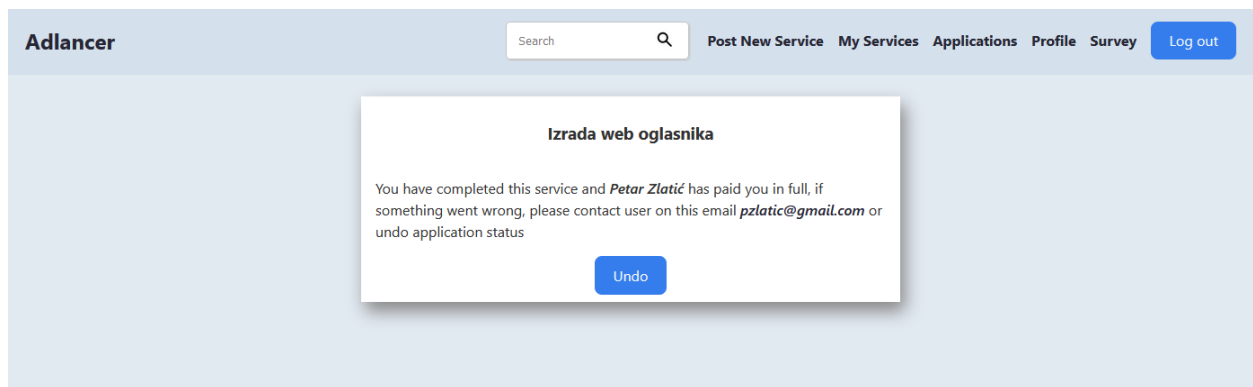 Adlancer
Search
Post New Service
My Services
Applications
Profile
Survey
Log out
Izrada web oglasnika
You have completed this service and Petar Zlatić has paid you in full, if
something went wrong, please contact user on this email pzlatic@gmail.com or
undo application status
Undo